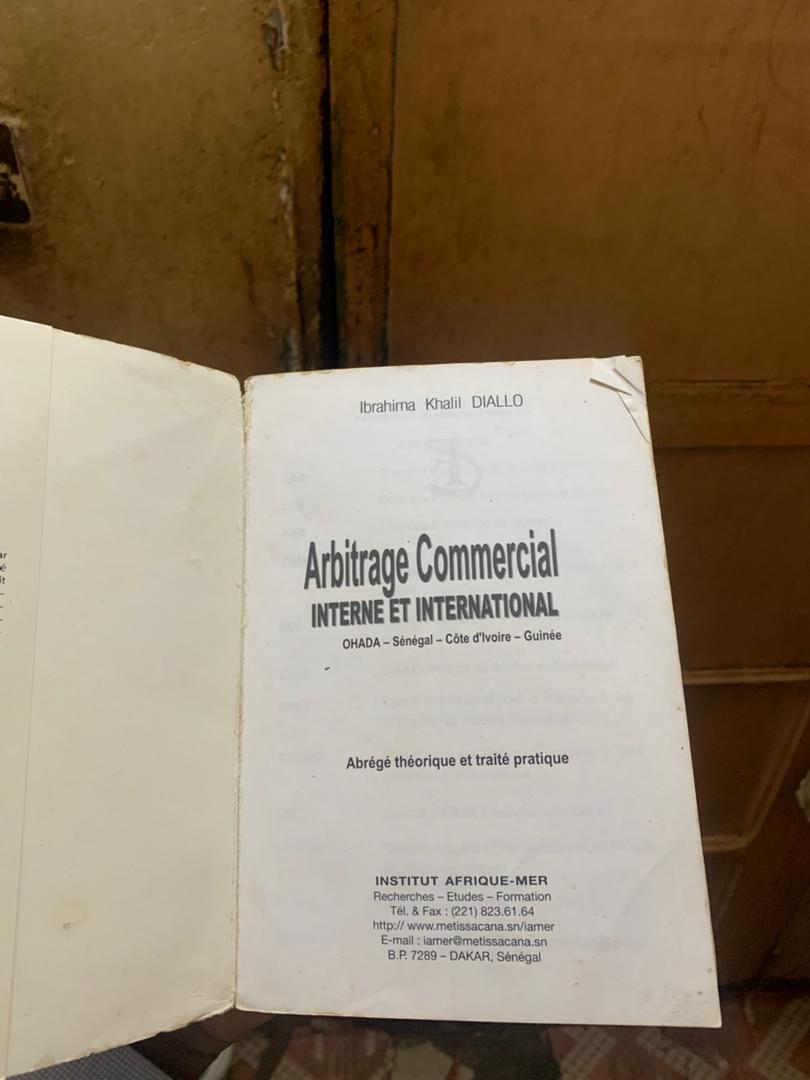 Ibrahima Khalil DIALLO
Arbitrage Commercial
INTERNE ET INTERNATIONAL
OHADA – Sénégal – Côte d'Ivoire – Guinée
Abrégé théorique et traité pratique
INSTITUT AFRIQUE-MER
Recherches – Etudes – Formation
Tél. & Fax : (221) 823.61.64
http:// www.metissacana.sn/iamer
E-mail : iamer@metissacana.sn
B.P. 7289 – DAKAR, Sénégal